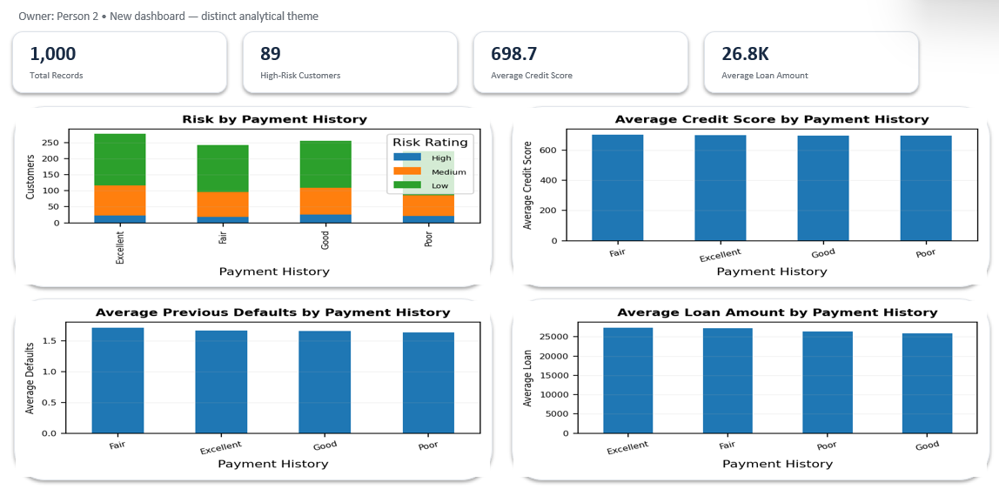 Owner: Person 2 • New dashboard — distinct analytical theme
1,000
Total Records
89
High-Risk Customers
698.7
Average Credit Score
26.8K
Average Loan Amount
Risk by Payment History
Customers
250
200
150
100
50
0
Risk Rating
High
Medium
Low
Excellent
Fair
Good
Poor
Payment History
Average Credit Score by Payment History
Average Credit Score
600
400
200
0
Fair
Excellent
Good
Poor
Payment History
Average Previous Defaults by Payment History
Average Defaults
1.5
1.0
0.5
0.0
Fair
Excellent
Good
Poor
Payment History
Average Loan Amount by Payment History
Average Loan
25000
20000
15000
10000
5000
0
Excellent
Fair
Poor
Good
Payment History